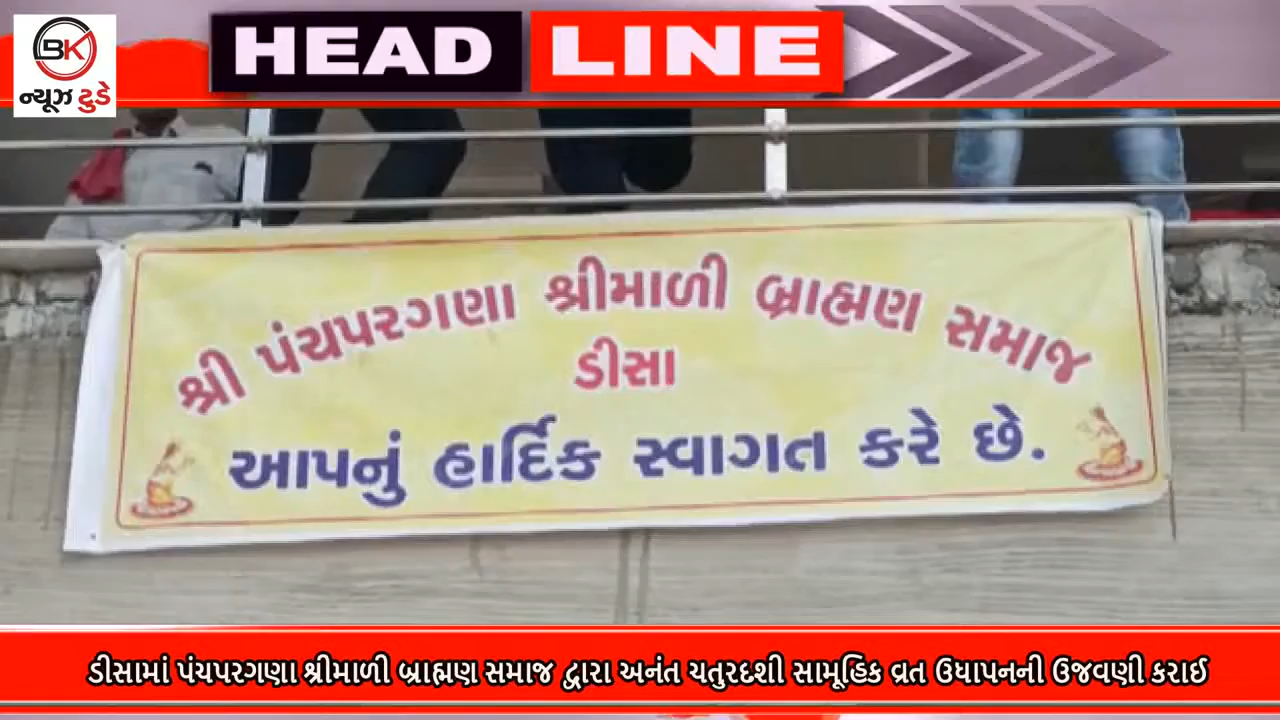 BK
ન્યૂઝ ટુડે
HEAD LINE
શ્રી પંચપરગણા શ્રીમાળી બ્રાહ્મણ સમાજ
ડીસા
આપનું હાર્દિક સ્વાગત કરે છે.
ડીસામાં પંચપરગણા શ્રીમાળી બ્રાહ્મણ સમાજ દ્વારા અનંત ચતુરદશી સામૂહિક વ્રત ઉધાપનની ઉજવણી કરાઈ